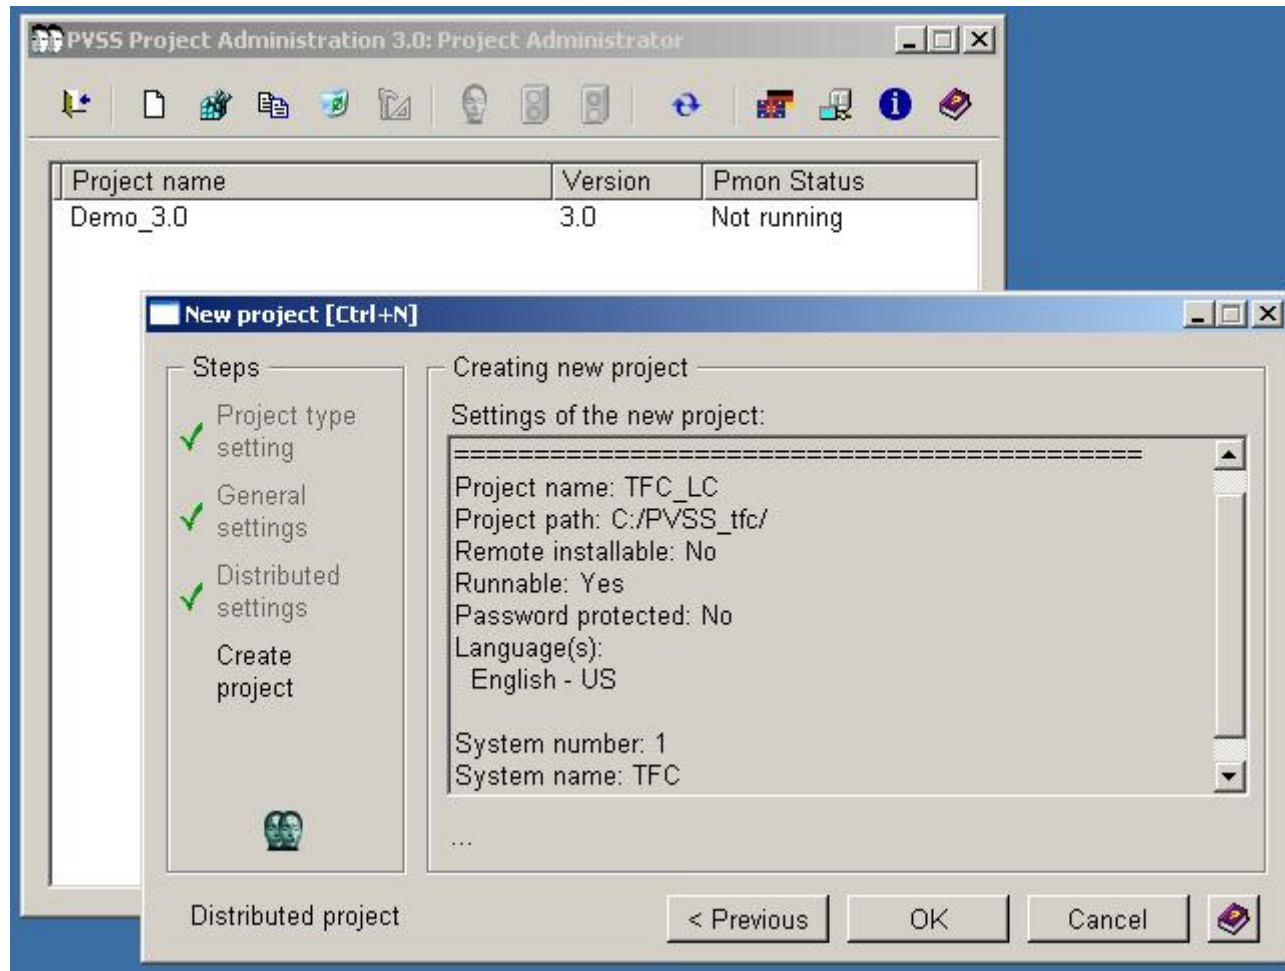 PVSS Project Administration 3.0: Project Administrator
Project name Version Pmon Status
Demo_3.0 3.0 Not running
New project [Ctrl+N]
Steps
Project type
setting
General
settings
Distributed
settings
Create
project
Creating new project
Settings of the new project:
===========================================
Project name: TFC_LC
Project path: C:/PVSS_tfc/
Remote installable: No
Runnable: Yes
Password protected: No
Language(s):
English - US
System number: 1
System name: TFC
...
Distributed project
< Previous
OK
Cancel